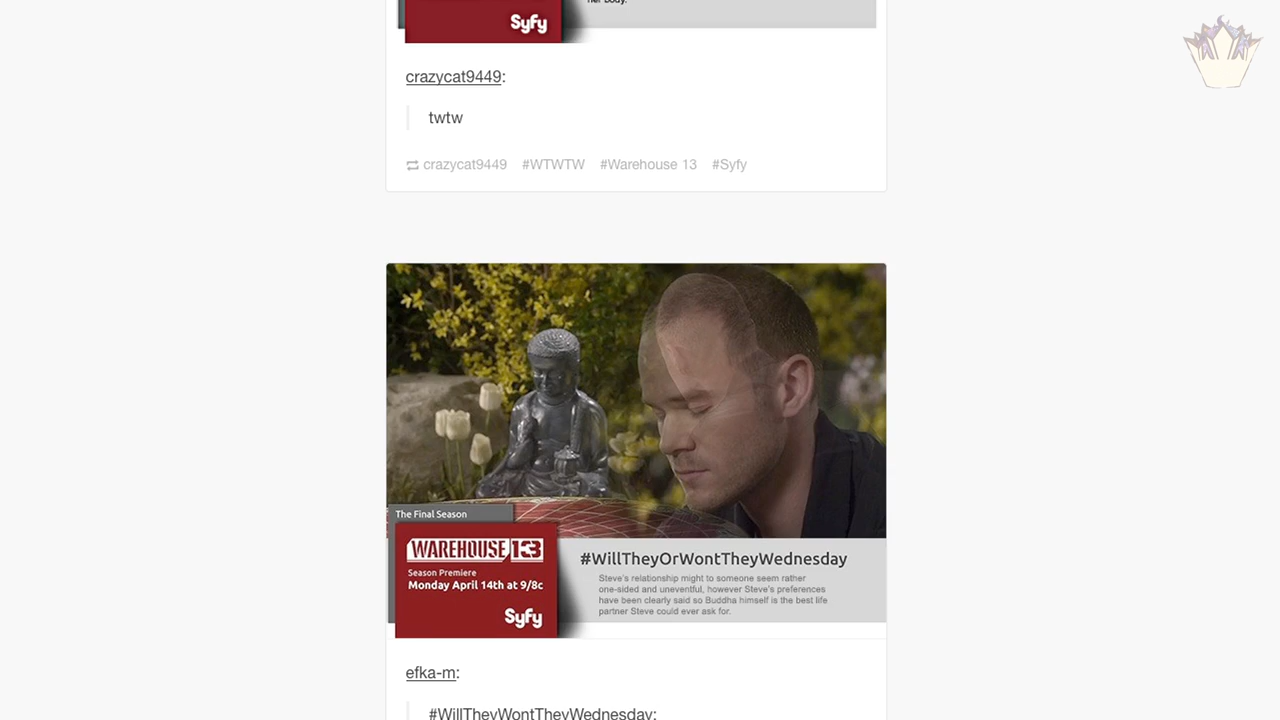 Syfy
crazycat9449:
twtw
crazycat9449 #WTWTW #Warehouse 13 #Syfy
The Final Season
WAREHOUSE 13
Season Premiere
Monday April 14th at 9/8c
Syfy
#WillTheyOrWontTheyWednesday
Steve's relationship might to someone seem rather
one-sided and uneventful, however Steve's preferences
have been clearly said so Buddha himself is the best life
partner Steve could ever ask for.
efka-m:
#WillTheyWontTheyWednesday: